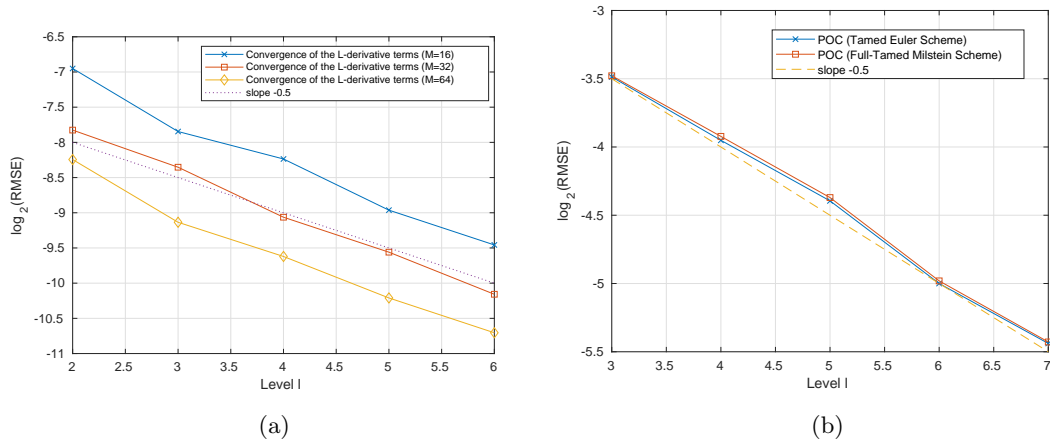 -6.5
-7
-7.5
-8
-8.5
-9
-9.5
-10
-10.5
-11
log2(RMSE)
Convergence of the L-derivative terms (M=16)
Convergence of the L-derivative terms (M=32)
Convergence of the L-derivative terms (M=64)
slope -0.5
2 2.5 3 3.5 4 4.5 5 5.5 6
Level l
(a)
-3
-3.5
-4
-4.5
-5
-5.5
log2(RMSE)
POC (Tamed Euler Scheme)
POC (Full-Tamed Milstein Scheme)
slope -0.5
3 3.5 4 4.5 5 5.5 6 6.5 7
Level l
(b)